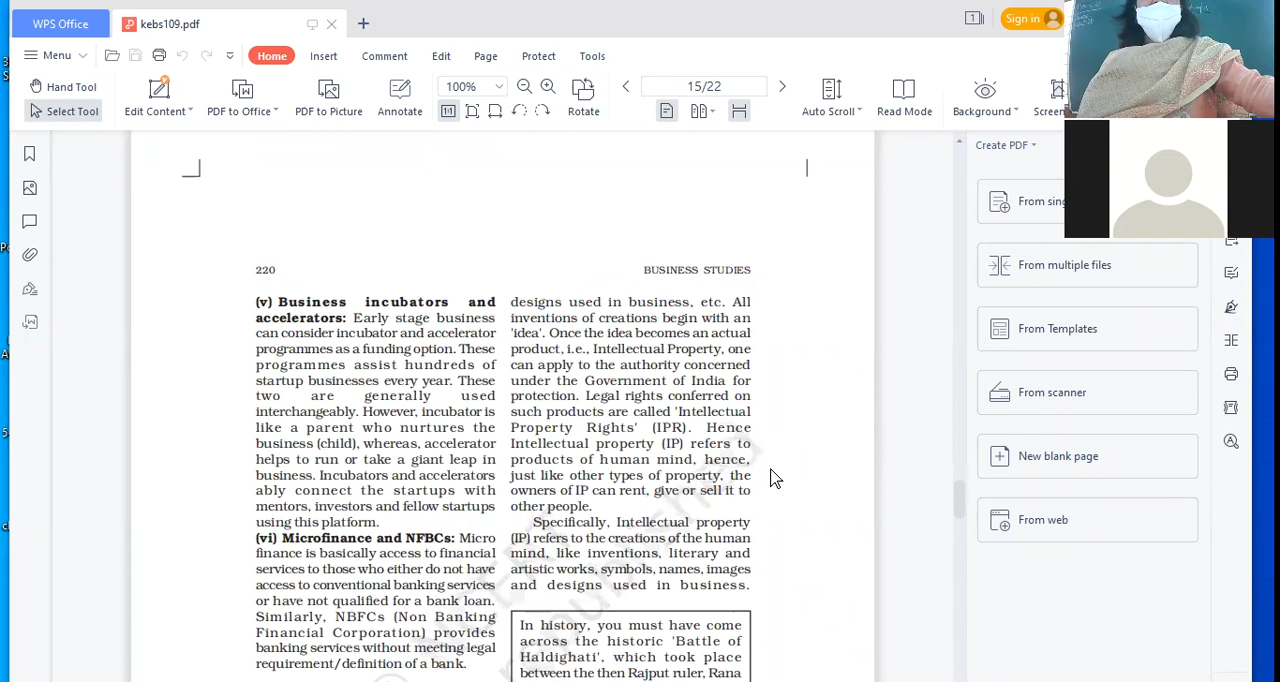 WPS Office
kebs109.pdf
Sign in
Menu
Home
Insert
Comment
Edit
Page
Protect
Tools
Hand Tool
Select Tool
Edit Content
PDF to Office
PDF to Picture
Annotate
100%
Rotate
15/22
Auto Scroll
Read Mode
Background
Screen
Create PDF
From sing
From multiple files
From Templates
From scanner
New blank page
From web
220
BUSINESS STUDIES
(v) Business incubators and
accelerators: Early stage business
can consider incubator and accelerator
programmes as a funding option. These
programmes assist hundreds of
startup businesses every year. These
two are generally used
interchangeably. However, incubator is
like a parent who nurtures the
business (child), whereas, accelerator
helps to run or take a giant leap in
business. Incubators and accelerators
ably connect the startups with
mentors, investors and fellow startups
using this platform.
(vi) Microfinance and NFBCs: Micro
finance is basically access to financial
services to those who either do not have
access to conventional banking services
or have not qualified for a bank loan.
Similarly, NBFCs (Non Banking
Financial Corporation) provides
banking services without meeting legal
requirement/definition of a bank.
designs used in business, etc. All
inventions of creations begin with an
'idea'. Once the idea becomes an actual
product, i.e., Intellectual Property, one
can apply to the authority concerned
under the Government of India for
protection. Legal rights conferred on
such products are called 'Intellectual
Property Rights' (IPR). Hence
Intellectual property (IP) refers to
products of human mind, hence,
just like other types of property, the
owners of IP can rent, give or sell it to
other people.
Specifically, Intellectual property
(IP) refers to the creations of the human
mind, like inventions, literary and
artistic works, symbols, names, images
and designs used in business.
In history, you must have come
across the historic 'Battle of
Haldighati', which took place
between the then Rajput ruler, Rana